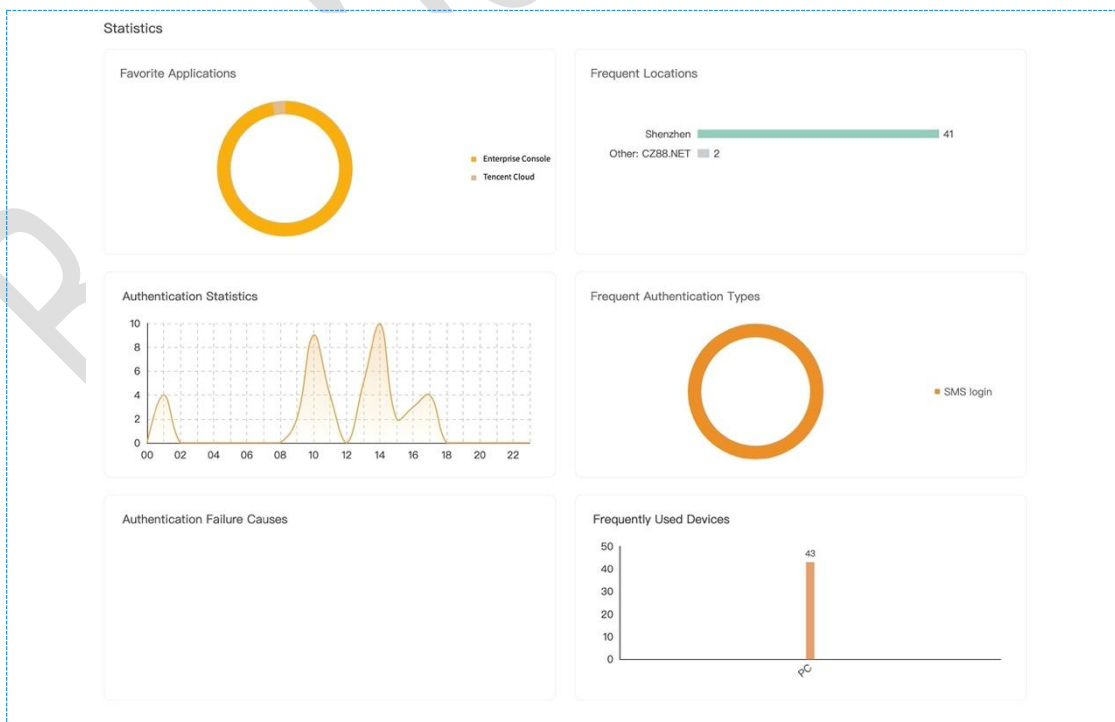 Statistics
Favorite Applications
Enterprise Console
Tencent Cloud
Frequent Locations
Shenzhen 41
Other: CZ88.NET 2
Authentication Statistics
10
8
6
4
2
0
00 02 04 06 08 10 12 14 16 18 20 22
Frequent Authentication Types
SMS login
Authentication Failure Causes
Frequently Used Devices
50
40
30
20
10
0
43
PC